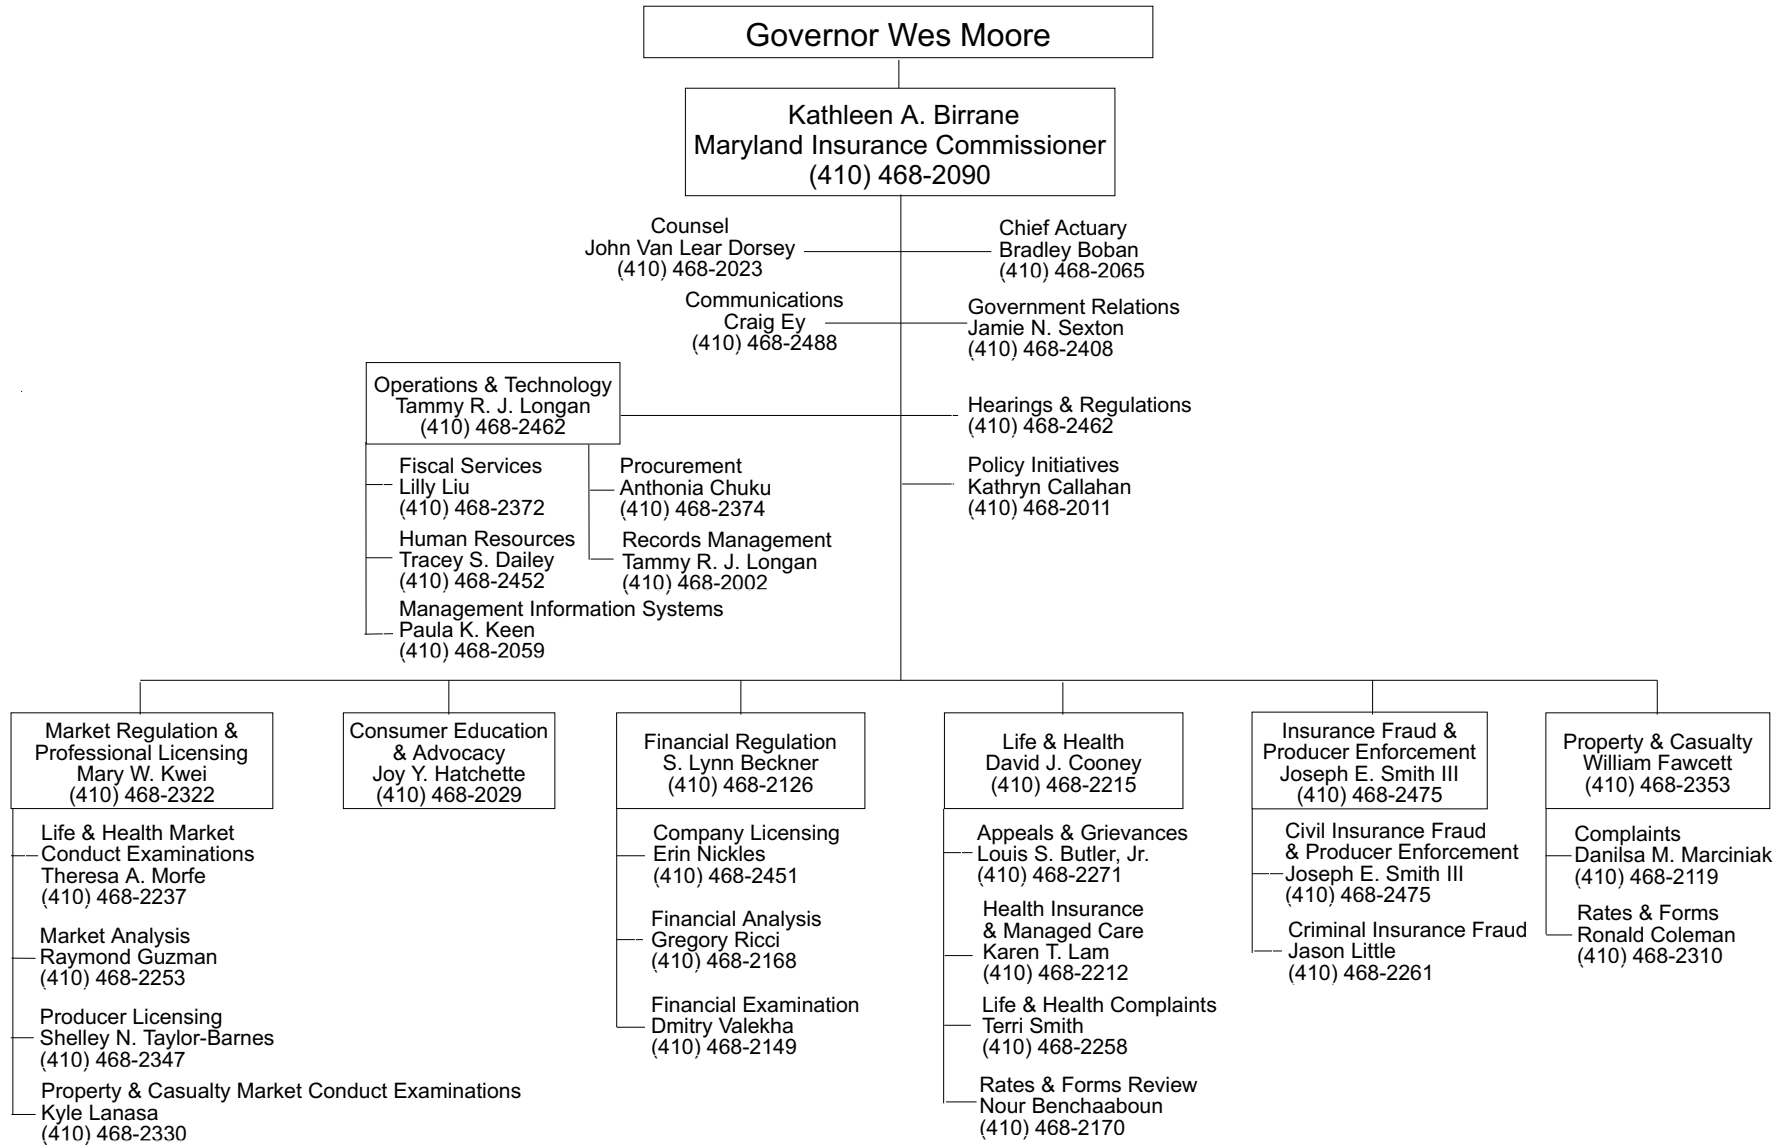 Governor Wes Moore
Kathleen A. Birrane
Maryland Insurance Commissioner
(410) 468-2090
Counsel
John Van Lear Dorsey
(410) 468-2023
Chief Actuary
Bradley Boban
(410) 468-2065
Communications
Craig Ey
(410) 468-2488
Government Relations
Jamie N. Sexton
(410) 468-2408
Operations & Technology
Tammy R. J. Longan
(410) 468-2462
Hearings & Regulations
(410) 468-2462
Fiscal Services
Lilly Liu
(410) 468-2372
Procurement
Anthonia Chuku
(410) 468-2374
Policy Initiatives
Kathryn Callahan
(410) 468-2011
Human Resources
Tracey S. Dailey
(410) 468-2452
Records Management
Tammy R. J. Longan
(410) 468-2002
Management Information Systems
Paula K. Keen
(410) 468-2059
Market Regulation &
Professional Licensing
Mary W. Kwei
(410) 468-2322
Life & Health Market
Conduct Examinations
Theresa A. Morfe
(410) 468-2237
Market Analysis
Raymond Guzman
(410) 468-2253
Producer Licensing
Shelley N. Taylor-Barnes
(410) 468-2347
Property & Casualty Market Conduct Examinations
Kyle Lanasa
(410) 468-2330
Consumer Education
& Advocacy
Joy Y. Hatchette
(410) 468-2029
Financial Regulation
S. Lynn Beckner
(410) 468-2126
Company Licensing
Erin Nickles
(410) 468-2451
Financial Analysis
Gregory Ricci
(410) 468-2168
Financial Examination
Dmitry Valekha
(410) 468-2149
Life & Health
David J. Cooney
(410) 468-2215
Appeals & Grievances
Louis S. Butler, Jr.
(410) 468-2271
Health Insurance
& Managed Care
Karen T. Lam
(410) 468-2212
Life & Health Complaints
Terri Smith
(410) 468-2258
Rates & Forms Review
Nour Benchaaboun
(410) 468-2170
Insurance Fraud &
Producer Enforcement
Joseph E. Smith III
(410) 468-2475
Civil Insurance Fraud
& Producer Enforcement
Joseph E. Smith III
(410) 468-2475
Criminal Insurance Fraud
Jason Little
(410) 468-2261
Property & Casualty
William Fawcett
(410) 468-2353
Complaints
Danilsa M. Marciniak
(410) 468-2119
Rates & Forms
Ronald Coleman
(410) 468-2310